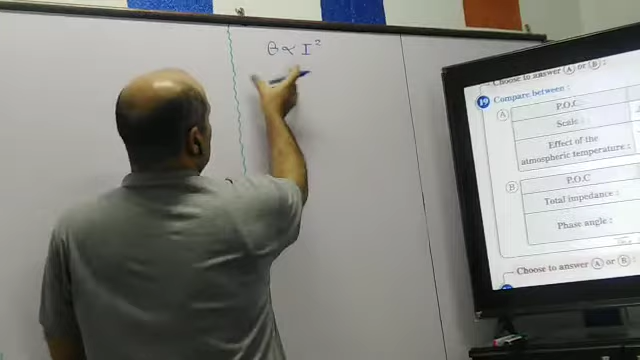 θ ∝ I²
Choose to answer (A) or (B) :
19 Compare between :
(A)
P.O.C
Scale :
Effect of the
atmospheric temperature :
(B)
P.O.C
Total impedance :
Phase angle :
Choose to answer (A) or (B) :